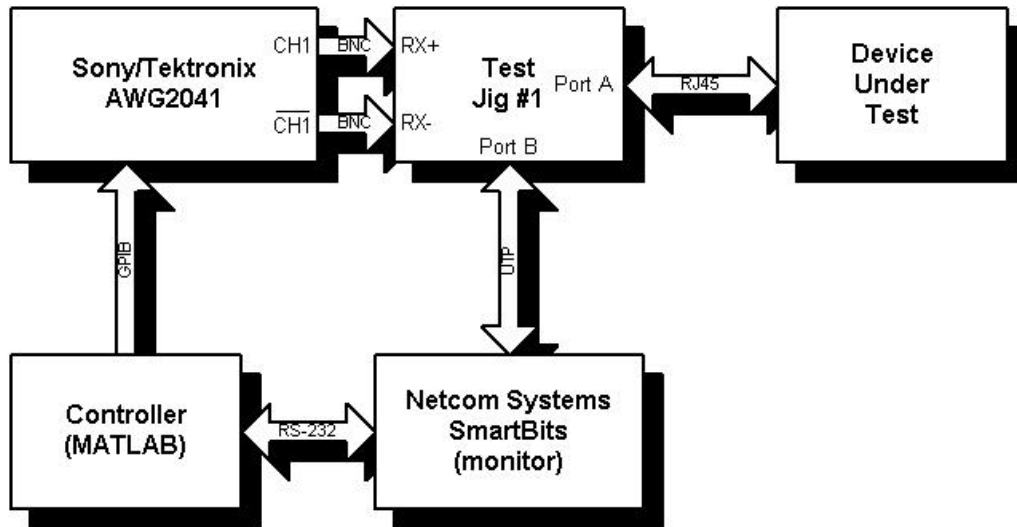 CH1
BNC
RX+
Sony/Tektronix
AWG2041
Test
Jig #1
Port A
RJ45
Device
Under
Test
CH1
BNC
RX-
Port B
GPIB
UTP
Controller
(MATLAB)
RS-232
Netcom Systems
SmartBits
(monitor)